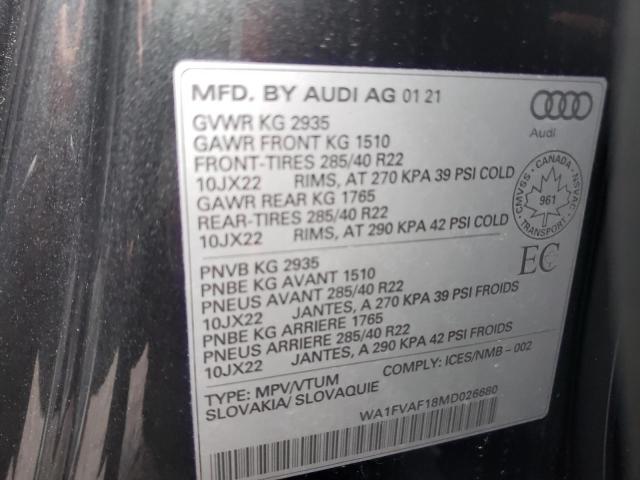 MFD. BY AUDI AG 01 21
Audi
GVWR KG 2935
GAWR FRONT KG 1510
FRONT-TIRES 285/40 R22
10JX22 RIMS, AT 270 KPA 39 PSI COLD
GAWR REAR KG 1765
REAR-TIRES 285/40 R22
10JX22 RIMS, AT 290 KPA 42 PSI COLD
CMVSS - CANADA - NSVAC
961
TRANSPORT
EC
PNVB KG 2935
PNBE KG AVANT 1510
PNEUS AVANT 285/40 R22
10JX22 JANTES, A 270 KPA 39 PSI FROIDS
PNBE KG ARRIERE 1765
PNEUS ARRIERE 285/40 R22
10JX22 JANTES, A 290 KPA 42 PSI FROIDS
TYPE: MPV/VTUM COMPLY: ICES/NMB - 002
SLOVAKIA/ SLOVAQUIE
WA1FVAF18MD026680